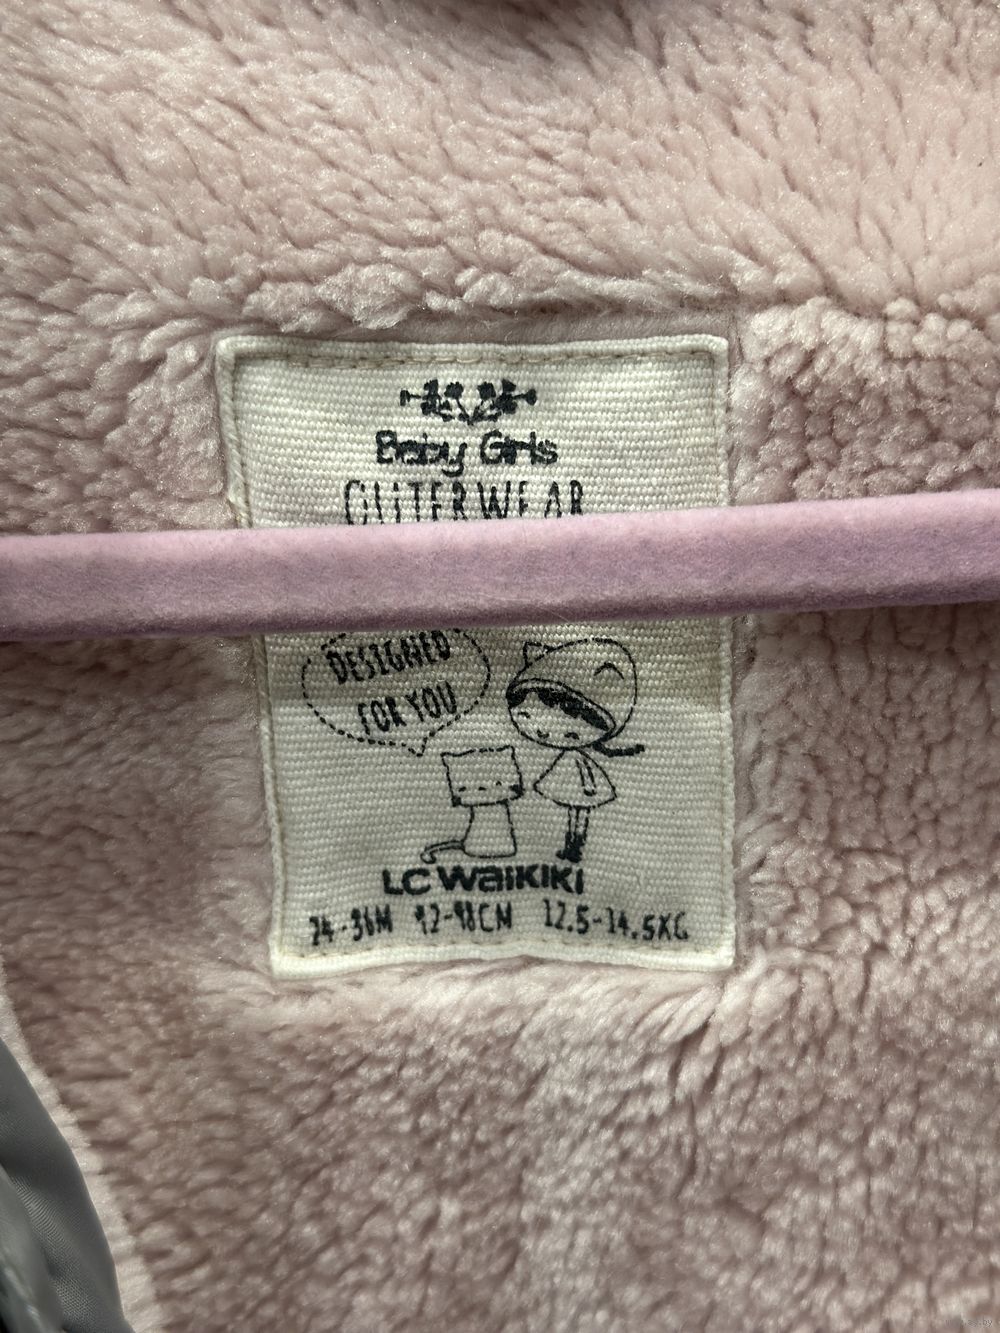 Baby Girls
OUTERWEAR
DESIGNED
FOR YOU
LC WAIKIKI
24-36M 92-98CM 12.5-14.5KG